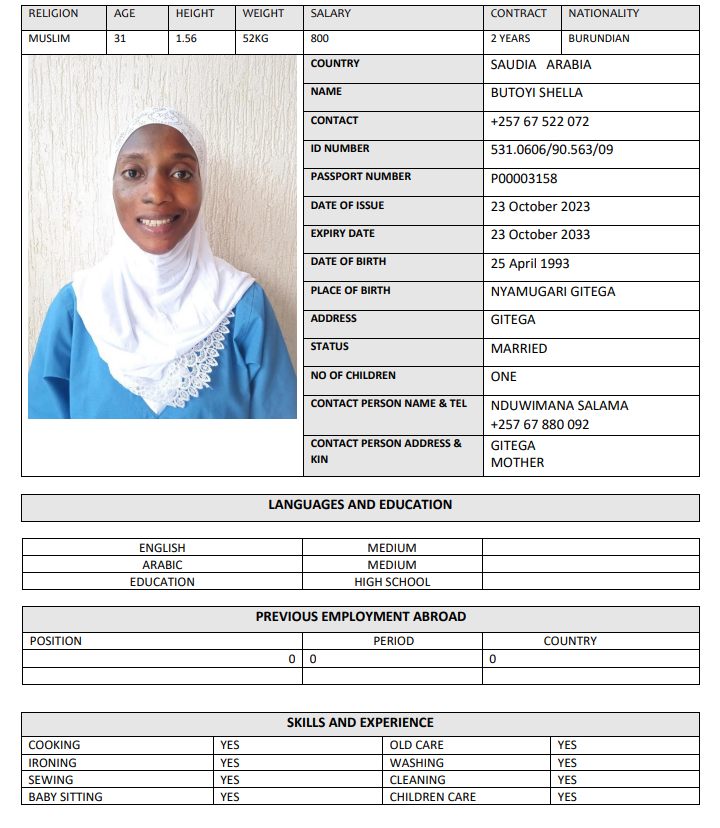 RELIGION AGE HEIGHT WEIGHT SALARY CONTRACT NATIONALITY
MUSLIM 31 1.56 52KG 800 2 YEARS BURUNDIAN
COUNTRY SAUDIA ARABIA
NAME BUTOYI SHELLA
CONTACT +257 67 522 072
ID NUMBER 531.0606/90.563/09
PASSPORT NUMBER P00003158
DATE OF ISSUE 23 October 2023
EXPIRY DATE 23 October 2033
DATE OF BIRTH 25 April 1993
PLACE OF BIRTH NYAMUGARI GITEGA
ADDRESS GITEGA
STATUS MARRIED
NO OF CHILDREN ONE
CONTACT PERSON NAME & TEL NDUWIMANA SALAMA
+257 67 880 092
CONTACT PERSON ADDRESS & GITEGA
KIN MOTHER
LANGUAGES AND EDUCATION
ENGLISH MEDIUM
ARABIC MEDIUM
EDUCATION HIGH SCHOOL
PREVIOUS EMPLOYMENT ABROAD
POSITION PERIOD COUNTRY
0 0 0
SKILLS AND EXPERIENCE
COOKING YES OLD CARE YES
IRONING YES WASHING YES
SEWING YES CLEANING YES
BABY SITTING YES CHILDREN CARE YES